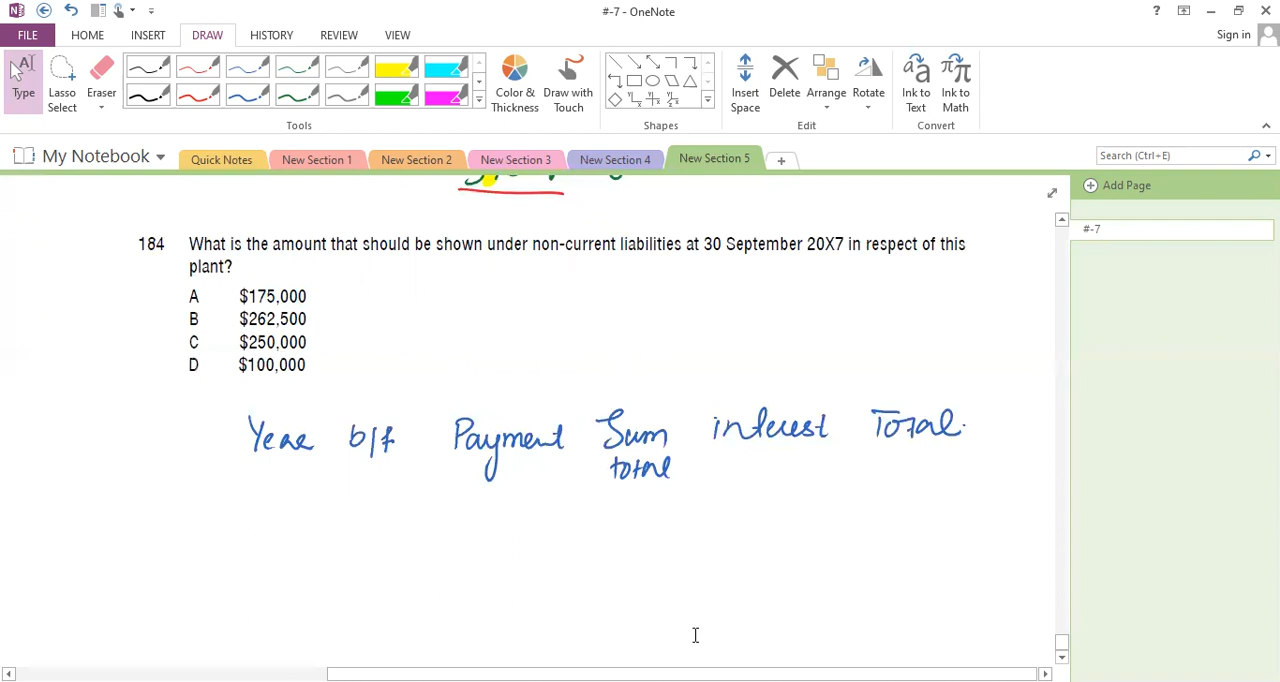 #-7 - OneNote
?
Sign in
FILE HOME INSERT DRAW HISTORY REVIEW VIEW
Type
Lasso Select
Eraser
Color & Thickness
Draw with Touch
Insert Space
Delete
Arrange
Rotate
Ink to Text
Ink to Math
Tools
Shapes
Edit
Convert
My Notebook
Quick Notes
New Section 1
New Section 2
New Section 3
New Section 4
New Section 5
Search (Ctrl+E)
Add Page
#-7
184 What is the amount that should be shown under non-current liabilities at 30 September 20X7 in respect of this
plant?
A $175,000
B $262,500
C $250,000
D $100,000
Year b/f Payment Sum interest Total.
total